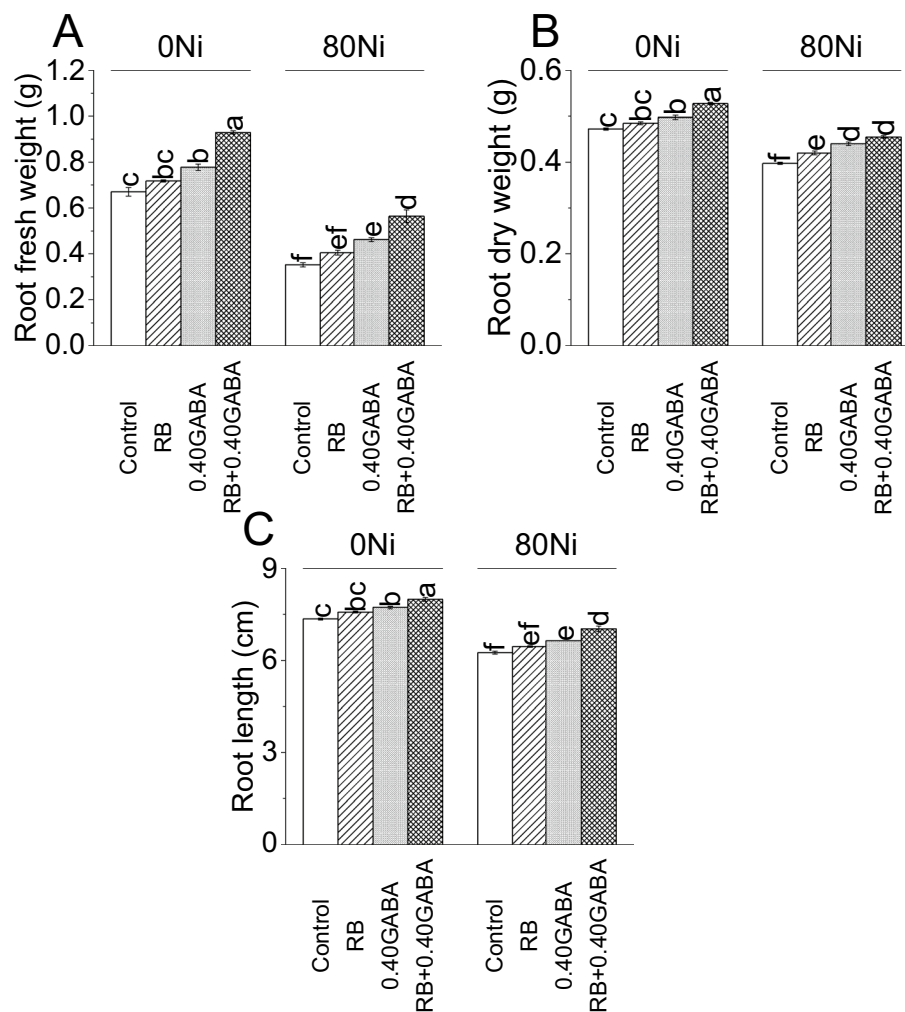 A
0Ni
80Ni
Root fresh weight (g)
1.2
1.0
0.8
0.6
0.4
0.2
0.0
c
bc
b
a
f
ef
e
d
Control
RB
0.40GABA
RB+0.40GABA
Control
RB
0.40GABA
RB+0.40GABA
B
0Ni
80Ni
Root dry weight (g)
0.6
0.4
0.2
0.0
c
bc
b
a
f
e
d
d
Control
RB
0.40GABA
RB+0.40GABA
Control
RB
0.40GABA
RB+0.40GABA
C
0Ni
80Ni
Root length (cm)
9
6
3
0
c
bc
b
a
f
ef
e
d
Control
RB
0.40GABA
RB+0.40GABA
Control
RB
0.40GABA
RB+0.40GABA